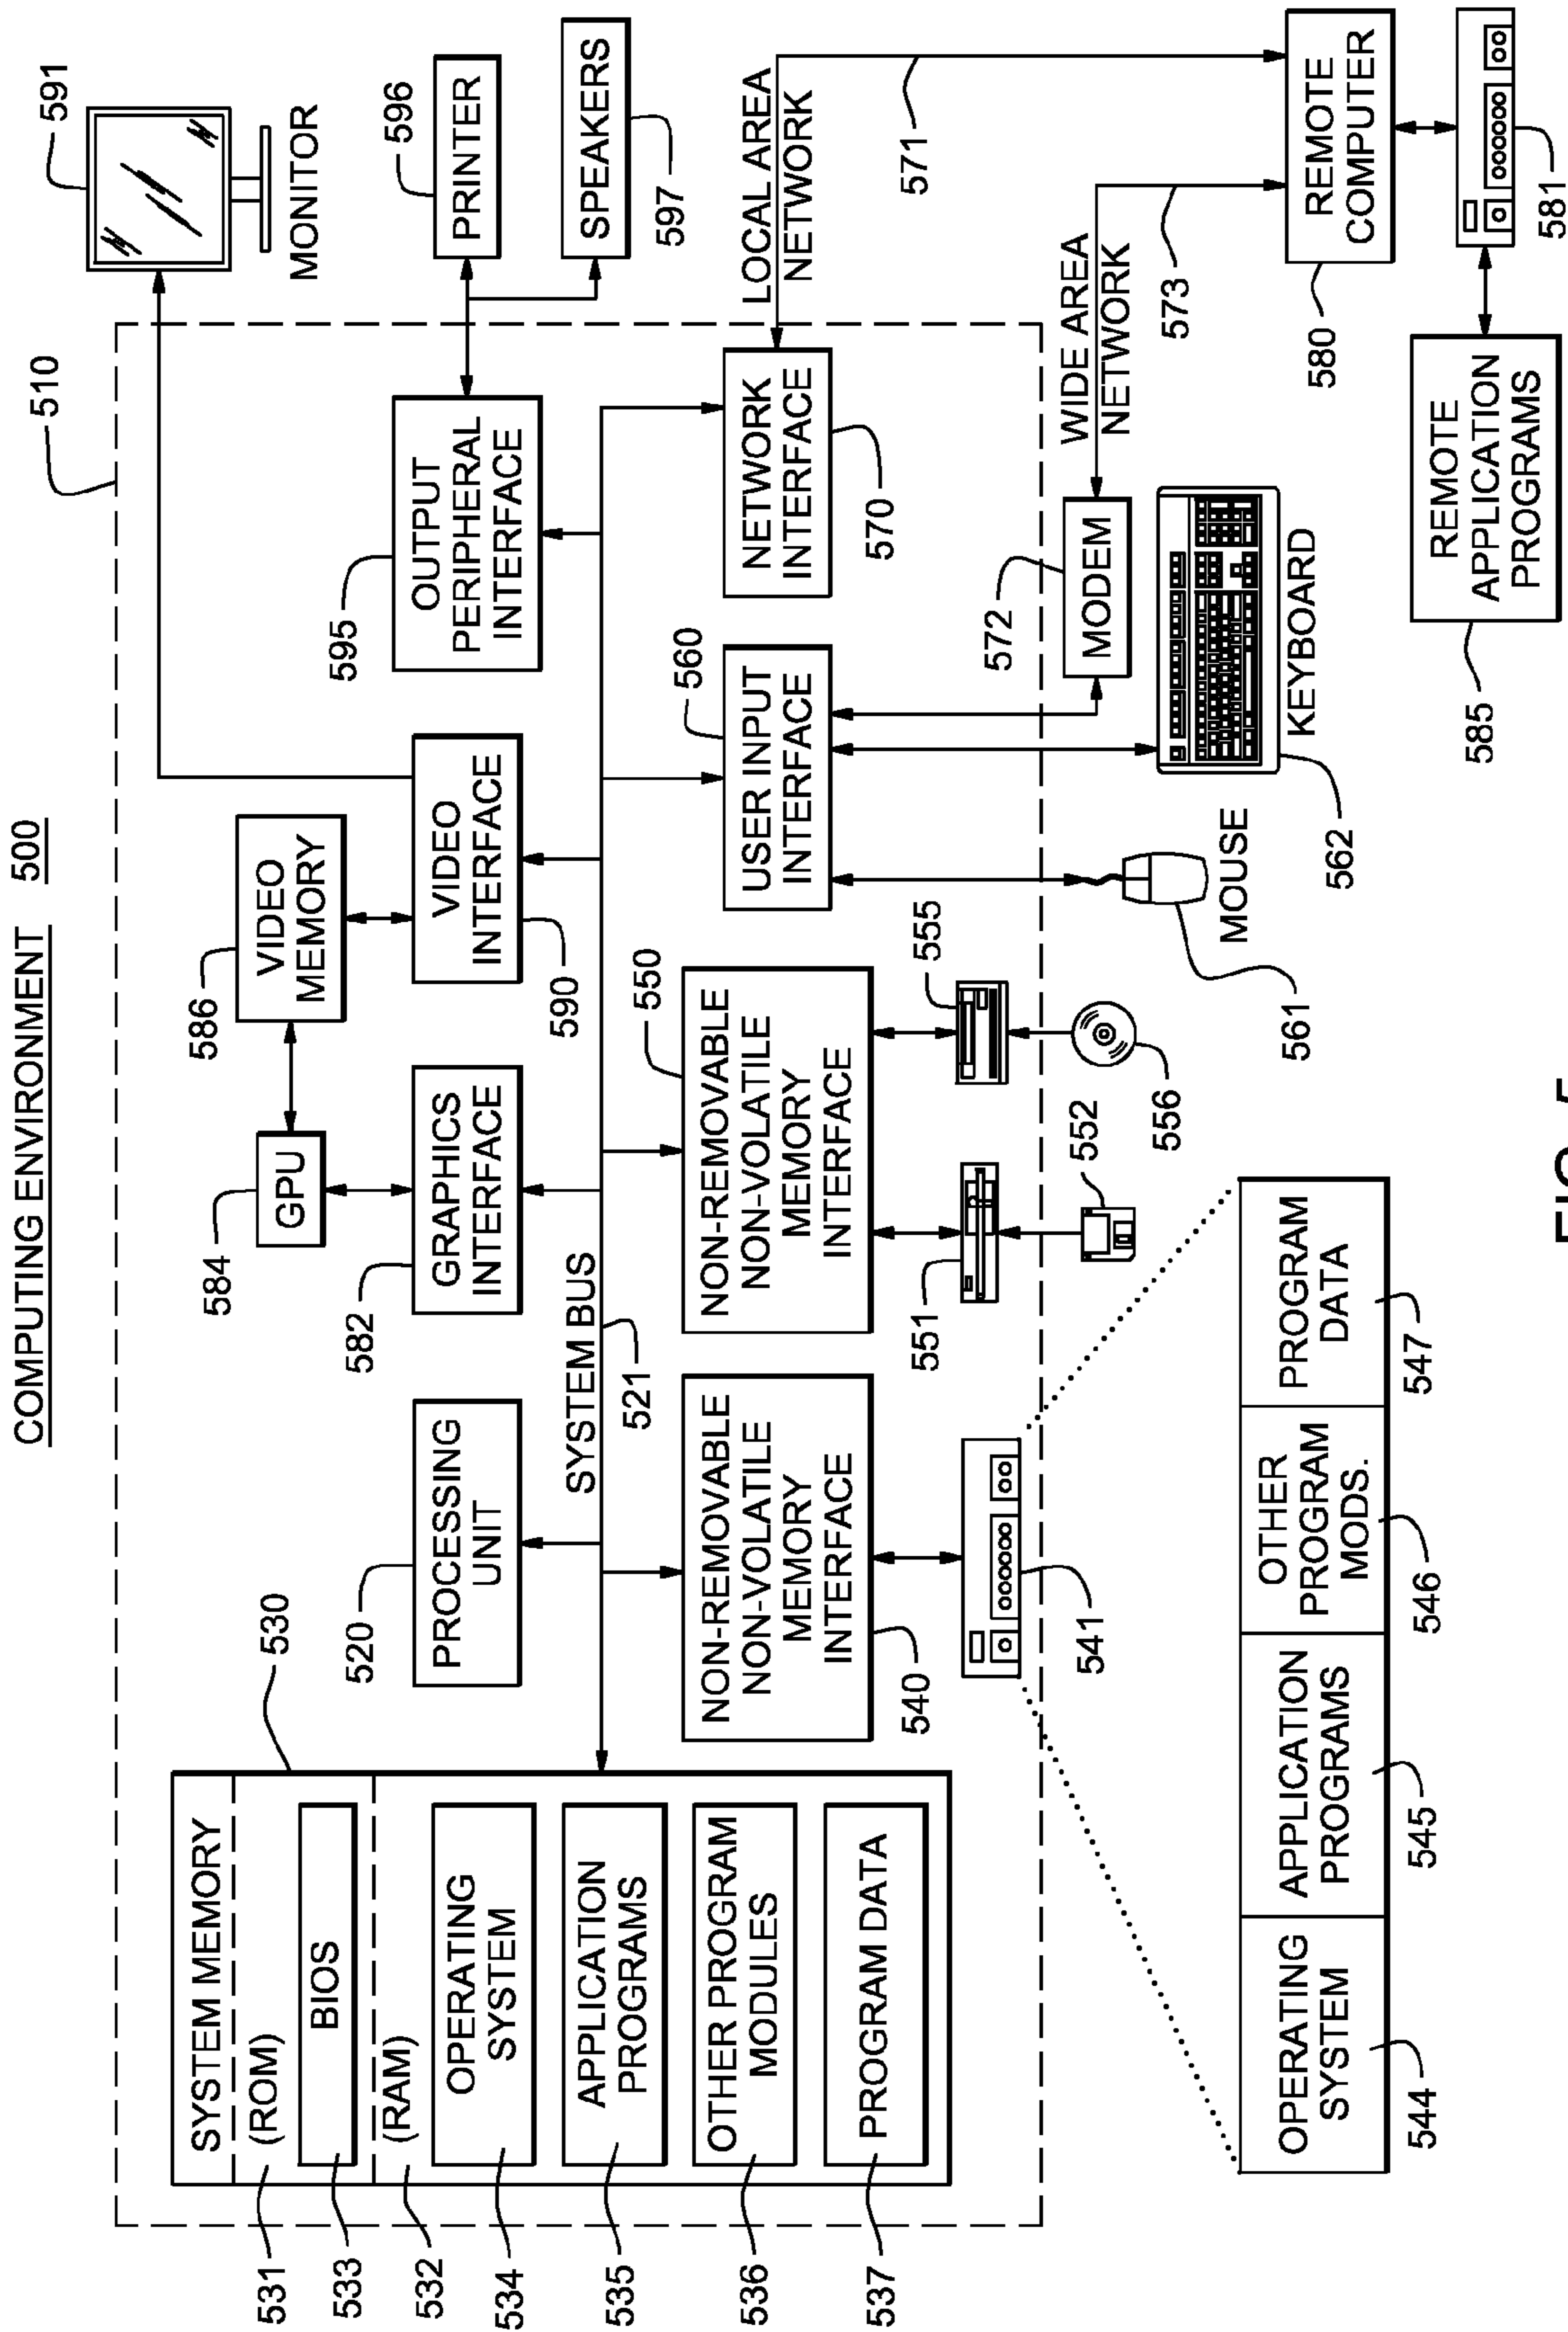 COMPUTING ENVIRONMENT 500
510
591
MONITOR
530
SYSTEM MEMORY
531
(ROM)
533
BIOS
532
(RAM)
534
OPERATING
SYSTEM
535
APPLICATION
PROGRAMS
536
OTHER PROGRAM
MODULES
537
PROGRAM DATA
520
PROCESSING
UNIT
584
GPU
582
GRAPHICS
INTERFACE
586
VIDEO
MEMORY
VIDEO
INTERFACE
590
595
OUTPUT
PERIPHERAL
INTERFACE
596
PRINTER
SPEAKERS
597
SYSTEM BUS
521
NON-REMOVABLE
NON-VOLATILE
MEMORY
INTERFACE
540
550
NON-REMOVABLE
NON-VOLATILE
MEMORY
INTERFACE
560
USER INPUT
INTERFACE
NETWORK
INTERFACE
570
LOCAL AREA
NETWORK
571
541
551
552
555
556
MOUSE
561
572
MODEM
WIDE AREA
NETWORK
573
KEYBOARD
562
REMOTE
COMPUTER
580
581
REMOTE
APPLICATION
PROGRAMS
585
OPERATING
SYSTEM
544
APPLICATION
PROGRAMS
545
OTHER
PROGRAM
MODS.
546
PROGRAM
DATA
547